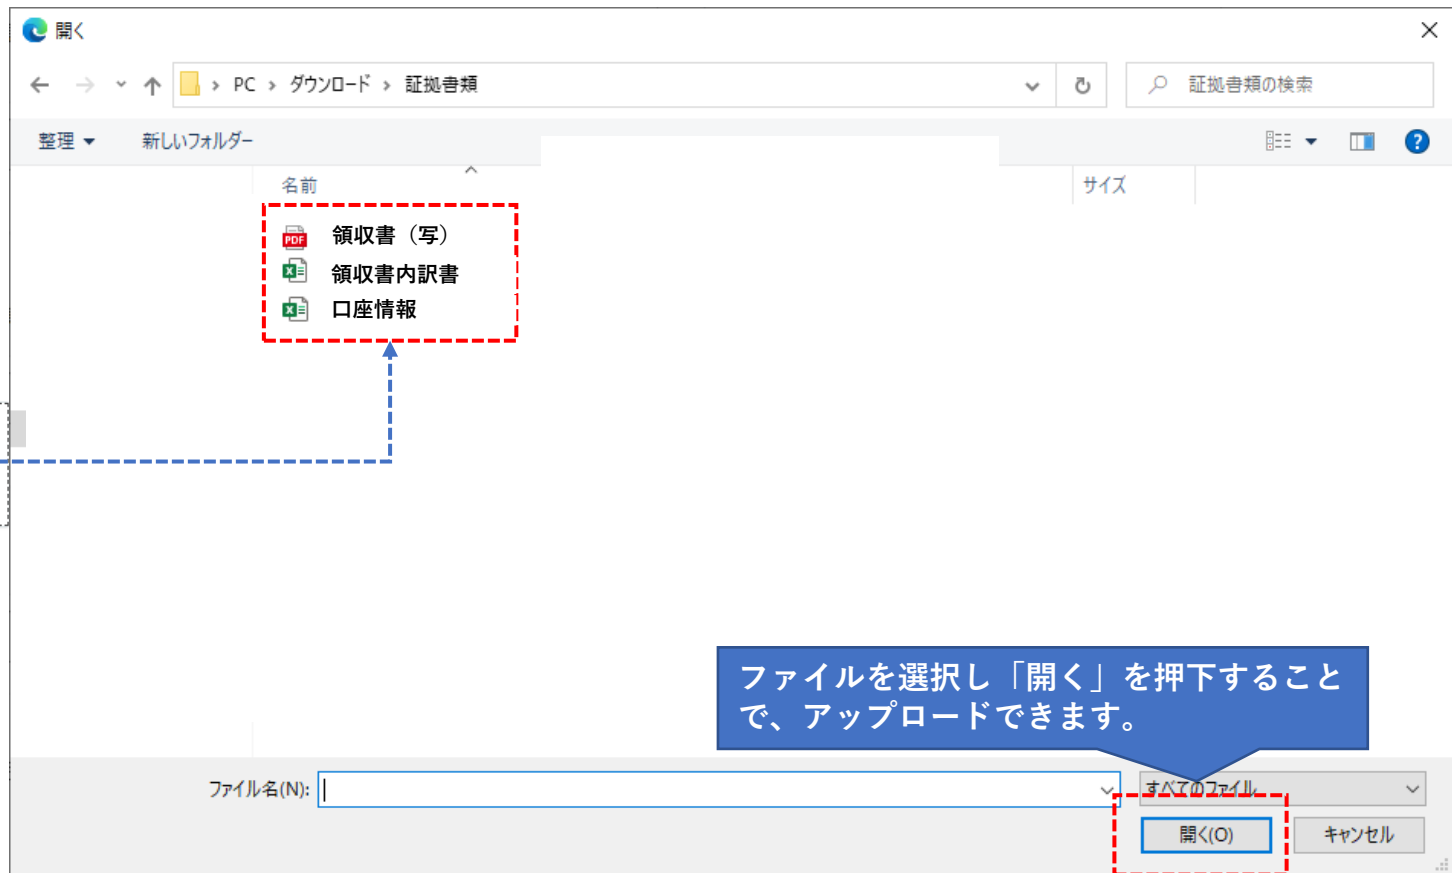 開く
PC › ダウンロード › 証拠書類
証拠書類の検索
整理
新しいフォルダー
名前
サイズ
PDF 領収書（写）
領収書内訳書
口座情報
ファイルを選択し「開く」を押下すること
で、アップロードできます。
ファイル名(N):
すべてのファイル
開く(O)
キャンセル